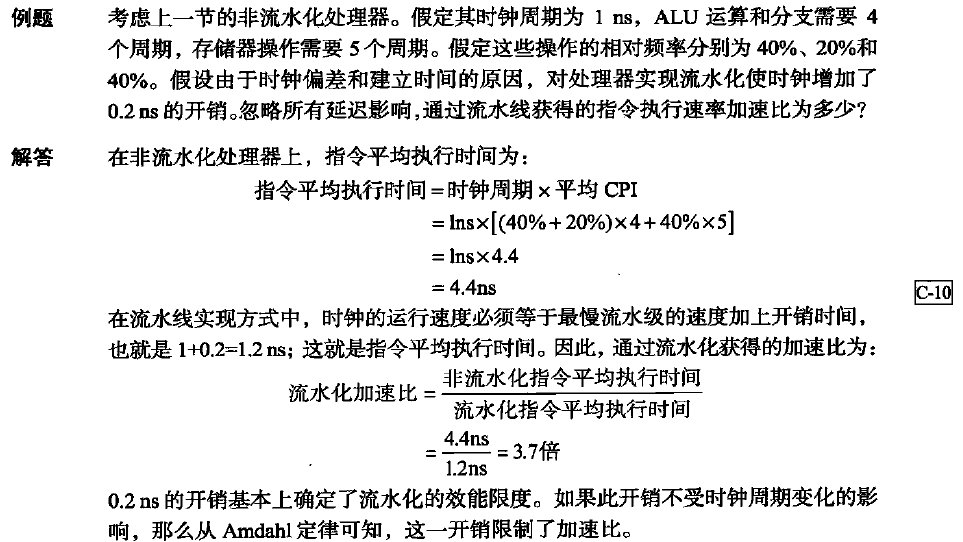 例题 考虑上一节的非流水化处理器。假定其时钟周期为 1 ns，ALU 运算和分支需要 4
个周期，存储器操作需要 5 个周期。假定这些操作的相对频率分别为 40%、20%和
40%。假设由于时钟偏差和建立时间的原因，对处理器实现流水化使时钟增加了
0.2 ns 的开销。忽略所有延迟影响，通过流水线获得的指令执行速率加速比为多少？
解答 在非流水化处理器上，指令平均执行时间为：
指令平均执行时间＝时钟周期×平均 CPI
= 1ns×[(40%+20%)×4+40%×5]
= 1ns×4.4
= 4.4ns
C-10
在流水线实现方式中，时钟的运行速度必须等于最慢流水级的速度加上开销时间，
也就是 1+0.2=1.2 ns；这就是指令平均执行时间。因此，通过流水化获得的加速比为：
流水化加速比 = 非流水化指令平均执行时间
流水化指令平均执行时间
= 4.4ns = 3.7倍
1.2ns
0.2 ns 的开销基本上确定了流水化的效能限度。如果此开销不受时钟周期变化的影
响，那么从 Amdahl 定律可知，这一开销限制了加速比。